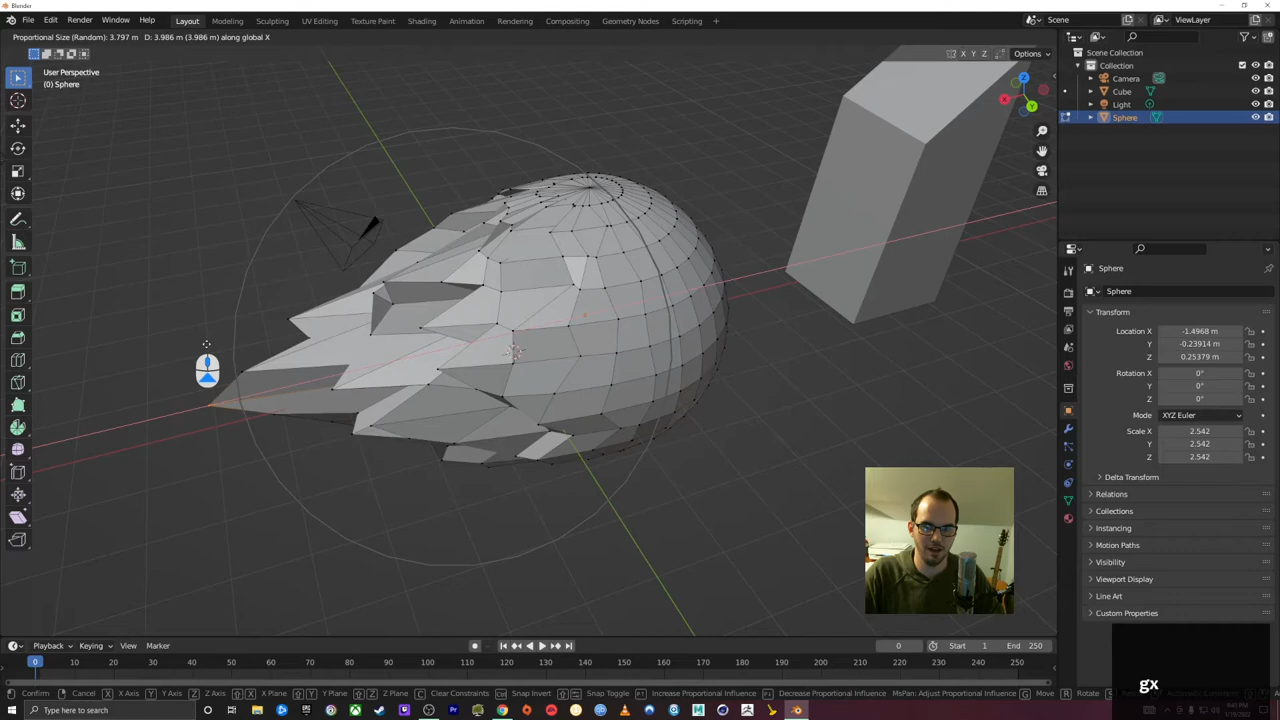 Blender
File Edit Render Window Help Layout Modeling Sculpting UV Editing Texture Paint Shading Animation Rendering Compositing Geometry Nodes Scripting + Scene ViewLayer
Proportional Size (Random): 3.797 m D: 3.986 m (3.986 m) along global X
X Y Z Options
User Perspective
(0) Sphere
Z
X
Y
Scene Collection
Collection
Camera
Cube
Light
Sphere
Sphere
Sphere
Transform
Location X -1.4968 m
Y -0.23914 m
Z 0.25379 m
Rotation X 0°
Y 0°
Z 0°
Mode XYZ Euler
Scale X 2.542
Y 2.542
Z 2.542
Delta Transform
Relations
Collections
Instancing
Motion Paths
Visibility
Viewport Display
Line Art
Custom Properties
Playback Keying View Marker 0 Start 1 End 250
0 10 20 30 40 50 60 70 80 90 100 110 120 130 140 150 160 170 180 190 200 210 220 230 240 250
gx
Confirm Cancel X X Axis Y Y Axis Z Z Axis X X Plane Y Y Plane Z Z Plane C Clear Constraints Snap Invert Snap Toggle Increase Proportional Influence Decrease Proportional Influence MsPan: Adjust Proportional Influence G Move R Rotate
Type here to search